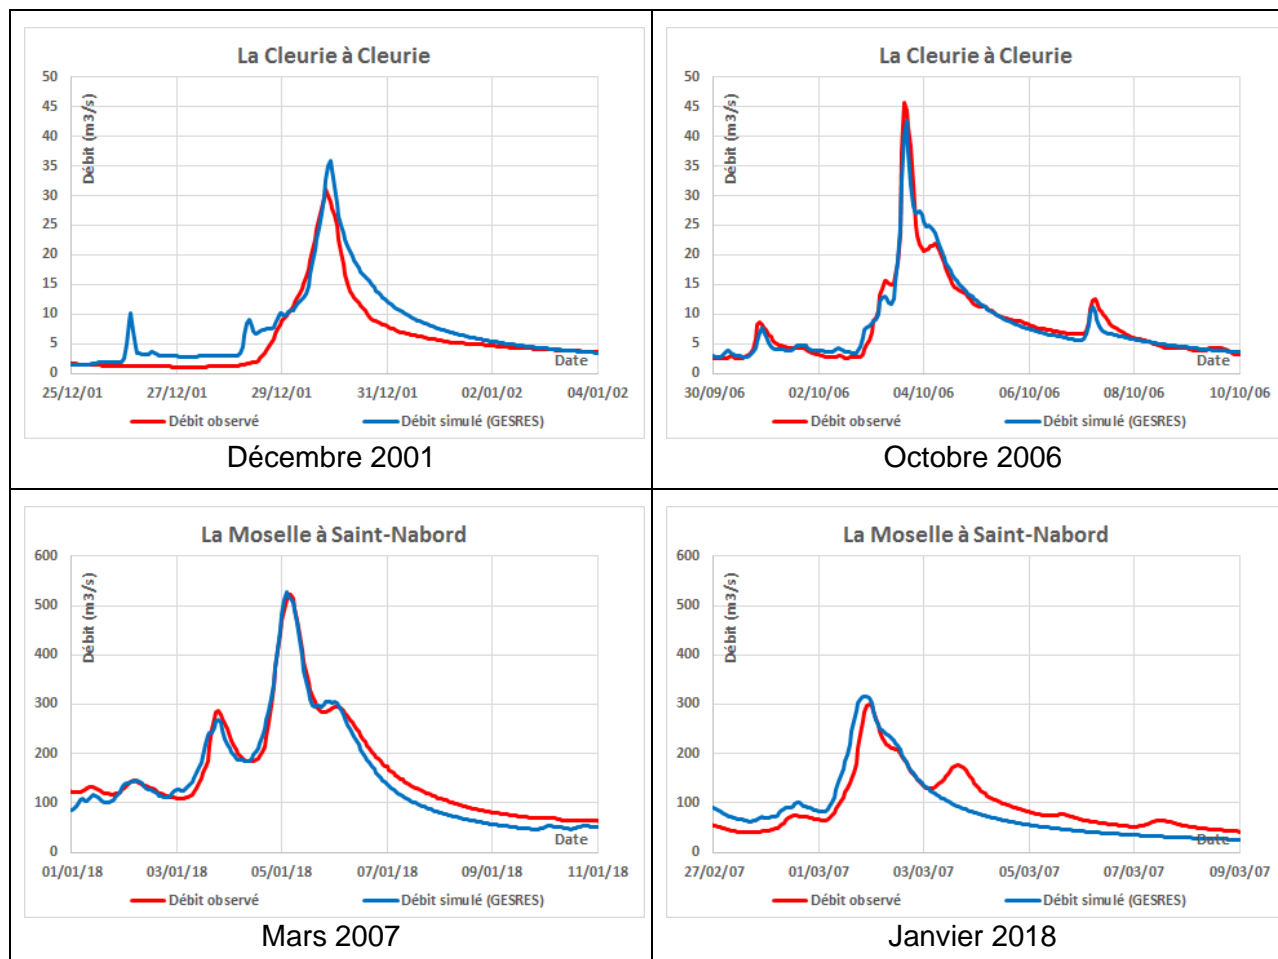 La Cleurie à Cleurie
Débit (m3/s)
50
45
40
35
30
25
20
15
10
5
0
Date
25/12/01 27/12/01 29/12/01 31/12/01 02/01/02 04/01/02
Débit observé Débit simulé (GESRES)
Décembre 2001
La Cleurie à Cleurie
Débit (m3/s)
50
45
40
35
30
25
20
15
10
5
0
Date
30/09/06 02/10/06 04/10/06 06/10/06 08/10/06 10/10/06
Débit observé Débit simulé (GESRES)
Octobre 2006
La Moselle à Saint-Nabord
Débit (m3/s)
600
500
400
300
200
100
0
Date
01/01/18 03/01/18 05/01/18 07/01/18 09/01/18 11/01/18
Débit observé Débit simulé (GESRES)
Mars 2007
La Moselle à Saint-Nabord
Débit (m3/s)
600
500
400
300
200
100
0
Date
27/02/07 01/03/07 03/03/07 05/03/07 07/03/07 09/03/07
Débit observé Débit simulé (GESRES)
Janvier 2018